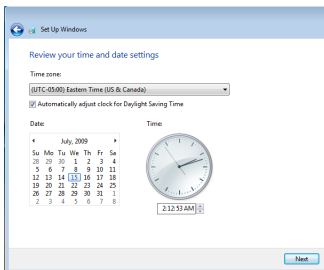 Set Up Windows
Review your time and date settings
Time zone:
(UTC-05:00) Eastern Time (US & Canada)
Automatically adjust clock for Daylight Saving Time
Date:
Time:
July, 2009
Su Mo Tu We Th Fr Sa
28 29 30 1 2 3 4
5 6 7 8 9 10 11
12 13 14 15 16 17 18
19 20 21 22 23 24 25
26 27 28 29 30 31 1
2 3 4 5 6 7 8
2:12:53 AM
Next